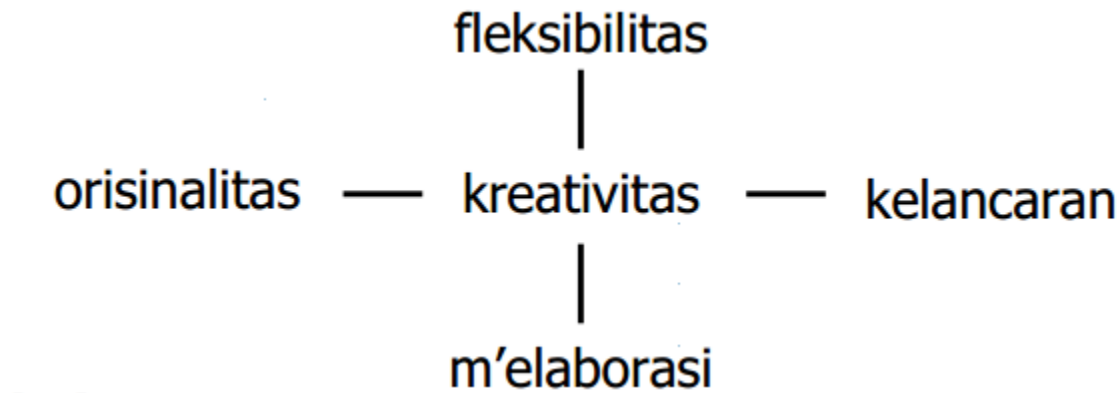 fleksibilitas
orisinalitas — kreativitas — kelancaran
m’elaborasi